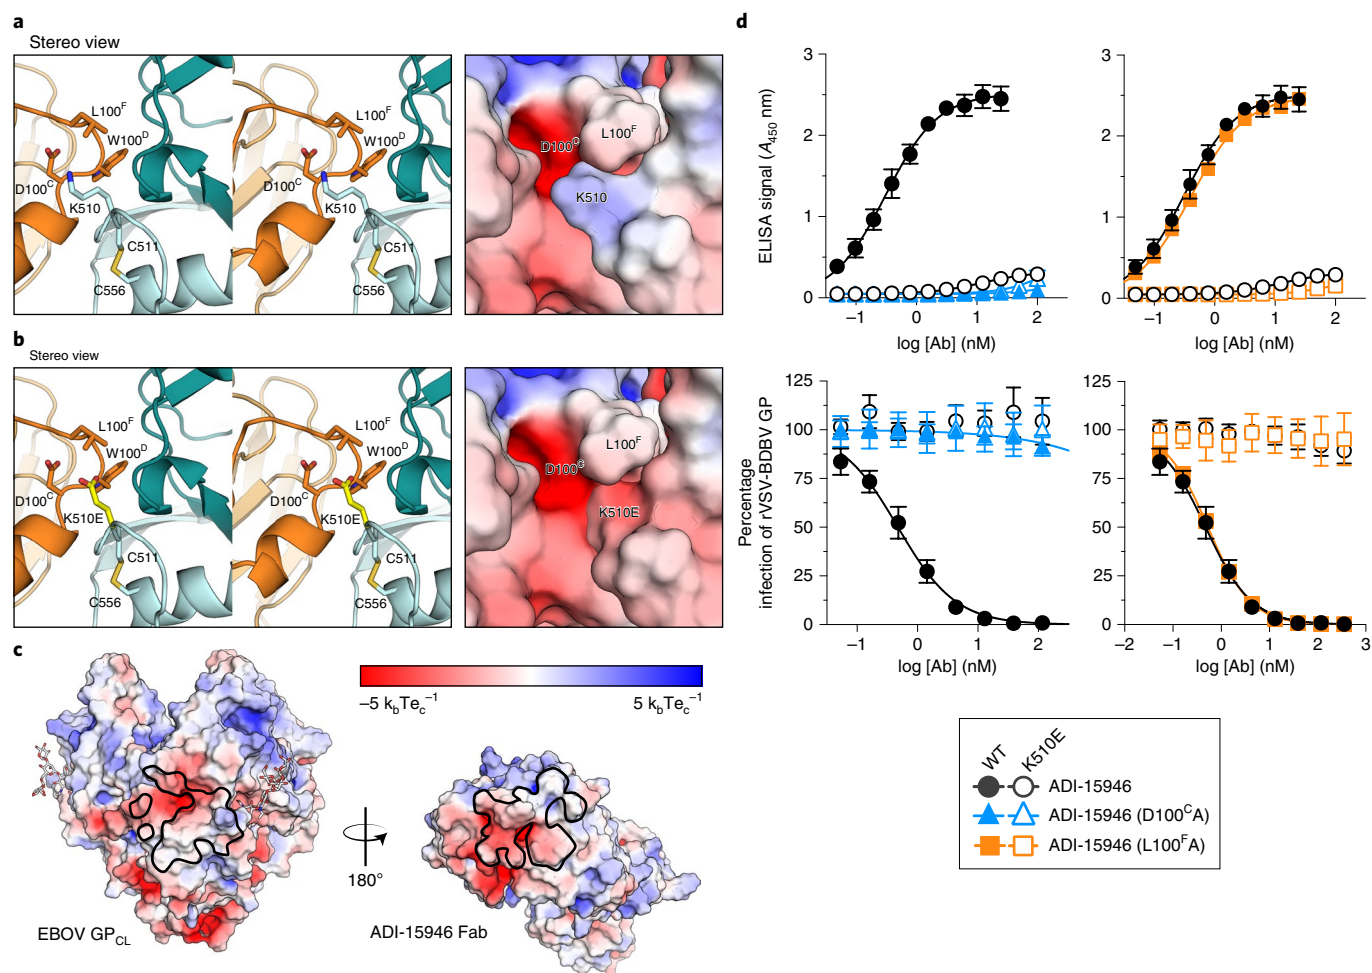 a
Stereo view
L100F
W100D
D100C
K510
C511
C556
L100F
W100D
D100C
K510
C511
C556
L100F
D100C
K510
b
Stereo view
L100F
W100D
D100C
K510E
C511
C556
L100F
W100D
D100C
K510E
C511
C556
L100F
D100C
K510E
c
–5 kbTec–1
5 kbTec–1
180°
EBOV GPCL
ADI-15946 Fab
d
ELISA signal (A450 nm)
3
2
1
0
–1 0 1 2
log [Ab] (nM)
3
2
1
0
–1 0 1 2
log [Ab] (nM)
Percentage
infection of rVSV-BDBV GP
125
100
75
50
25
0
–1 0 1 2
log [Ab] (nM)
125
100
75
50
25
0
–2 –1 0 1 2 3
log [Ab] (nM)
WT K510E
ADI-15946
ADI-15946 (D100CA)
ADI-15946 (L100FA)